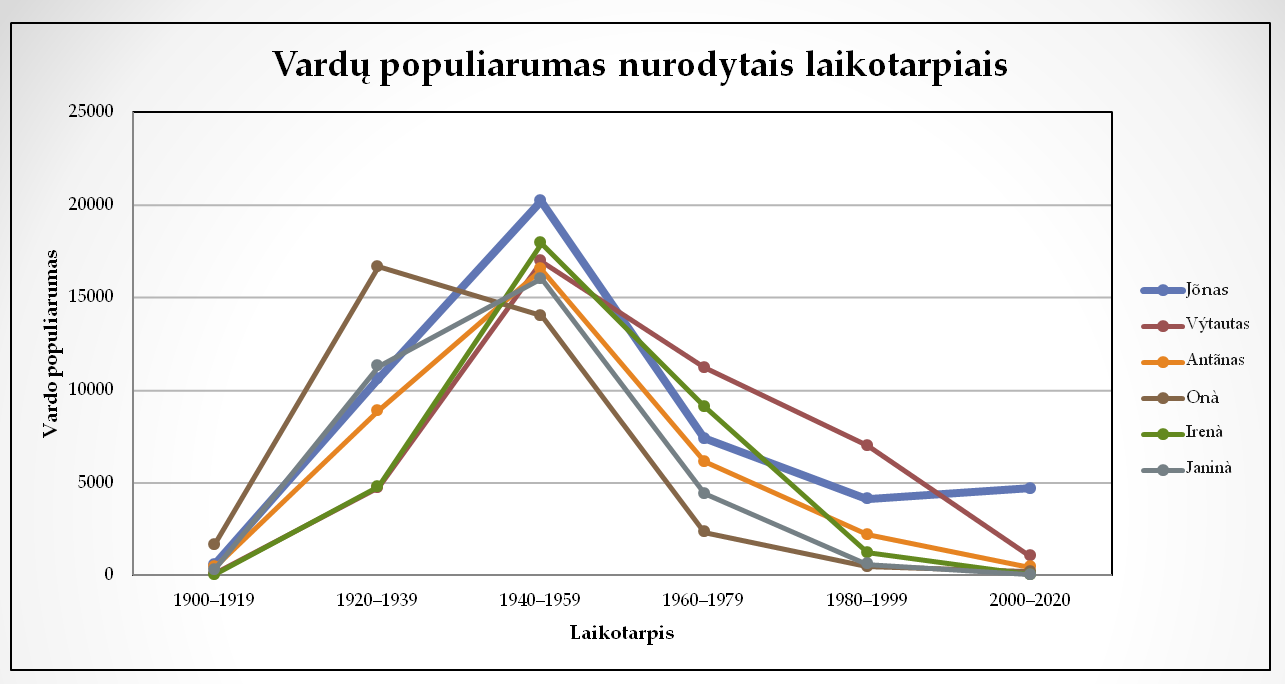 Vardų populiarumas nurodytais laikotarpiais
25000
20000
15000
10000
5000
0
Vardo populiarumas
1900–1919 1920–1939 1940–1959 1960–1979 1980–1999 2000–2020
Laikotarpis
Jõnas
Výtautas
Antãnas
Onà
Irenà
Janinà